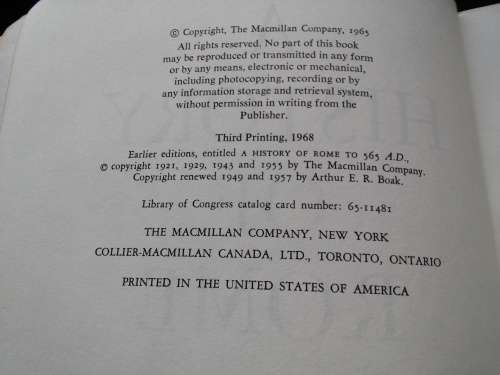 © Copyright, The Macmillan Company, 1965
All rights reserved. No part of this book
may be reproduced or transmitted in any form
or by any means, electronic or mechanical,
including photocopying, recording or by
any information storage and retrieval system,
without permission in writing from the
Publisher.
Third Printing, 1968
Earlier editions, entitled A HISTORY OF ROME TO 565 A.D.,
© copyright 1921, 1929, 1943 and 1955 by The Macmillan Company.
Copyright renewed 1949 and 1957 by Arthur E. R. Boak.
Library of Congress catalog card number: 65-11481
THE MACMILLAN COMPANY, NEW YORK
COLLIER-MACMILLAN CANADA, LTD., TORONTO, ONTARIO
PRINTED IN THE UNITED STATES OF AMERICA